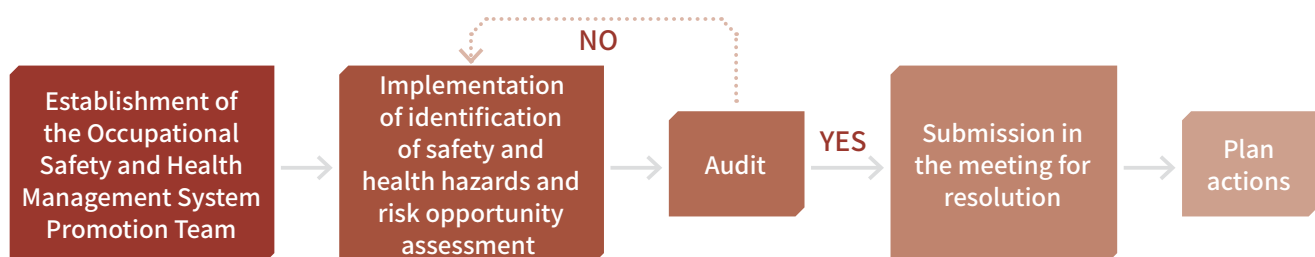 NO
Establishment of
the Occupational
Safety and Health
Management System
Promotion Team
Implementation
of identification
of safety and
health hazards and
risk opportunity
assessment
Audit
YES
Submission in
the meeting for
resolution
Plan
actions